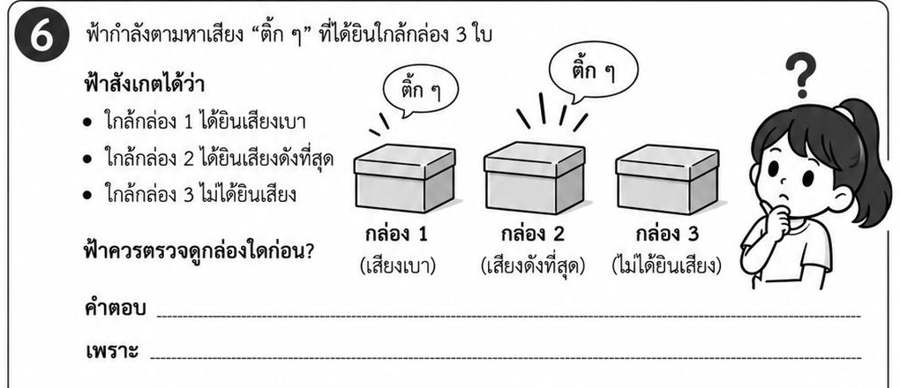 6
ฟ้ากำลังตามหาเสียง “ติ้ก ๆ” ที่ได้ยินใกล้กล่อง 3 ใบ
ฟ้าสังเกตได้ว่า
• ใกล้กล่อง 1 ได้ยินเสียงเบา
• ใกล้กล่อง 2 ได้ยินเสียงดังที่สุด
• ใกล้กล่อง 3 ไม่ได้ยินเสียง
ติ้ก ๆ
ติ้ก ๆ
?
กล่อง 1
(เสียงเบา)
กล่อง 2
(เสียงดังที่สุด)
กล่อง 3
(ไม่ได้ยินเสียง)
ฟ้าควรตรวจดูกล่องใดก่อน?
คำตอบ
เพราะ